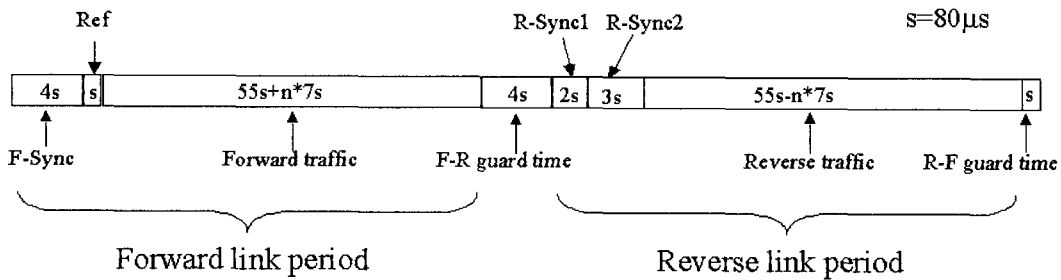 Ref
R-Sync1 R-Sync2
s=80μs
4s s 55s+n*7s 4s 2s 3s 55s-n*7s s
F-Sync Forward traffic F-R guard time Reverse traffic R-F guard time
Forward link period Reverse link period